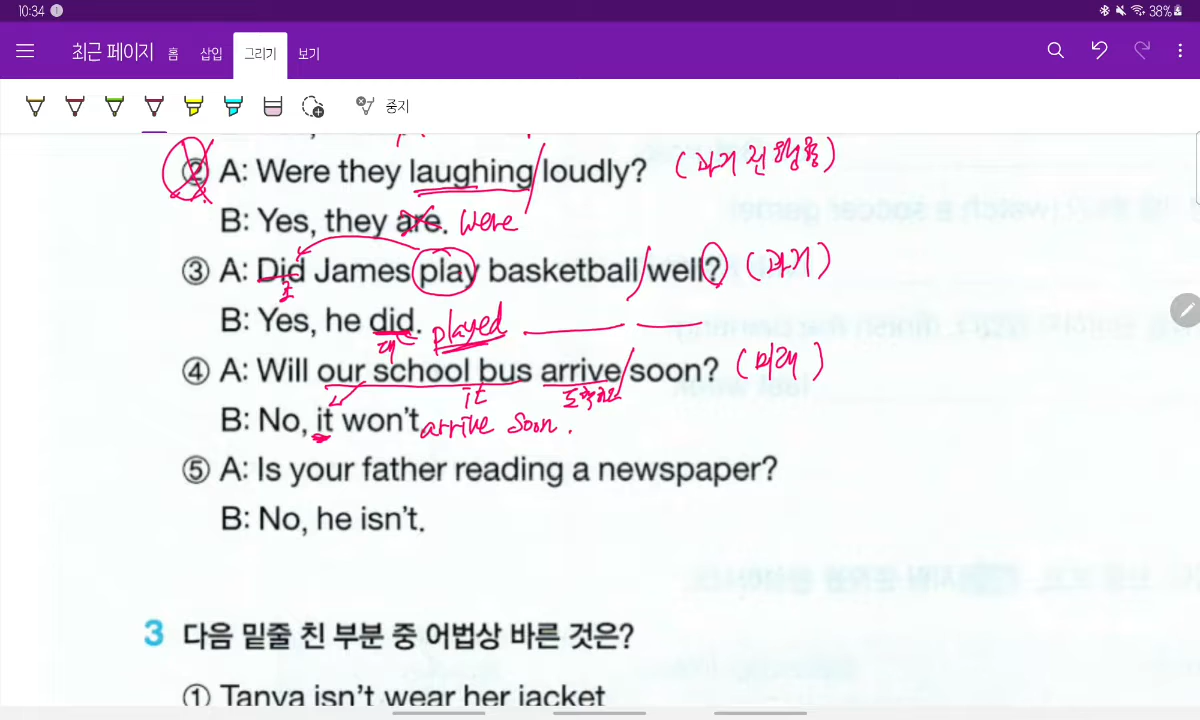 10:34
38%
최근 페이지 홈 삽입 그리기 보기
중지
② A: Were they laughing/loudly? (과거 진행용)
B: Yes, they are. were
③ A: Did James play basketball/well? (과거)
조
B: Yes, he did. played
대
④ A: Will our school bus arrive/soon? (미래)
it 도착하다
B: No, it won't arrive soon.
⑤ A: Is your father reading a newspaper?
B: No, he isn't.
3 다음 밑줄 친 부분 중 어법상 바른 것은?
① Tanya isn't wear her jacket